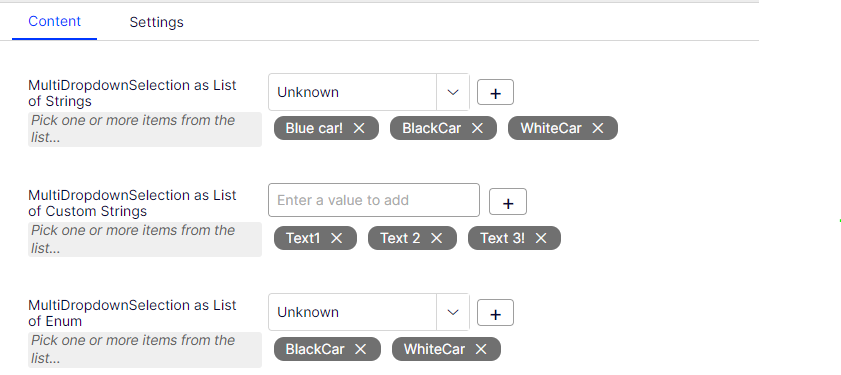 Content Settings
MultiDropdownSelection as List
of Strings
Pick one or more items from the
list...
Unknown +
Blue car! × BlackCar × WhiteCar ×
MultiDropdownSelection as List
of Custom Strings
Pick one or more items from the
list...
Enter a value to add +
Text1 × Text 2 × Text 3! ×
MultiDropdownSelection as List
of Enum
Pick one or more items from the
list...
Unknown +
BlackCar × WhiteCar ×